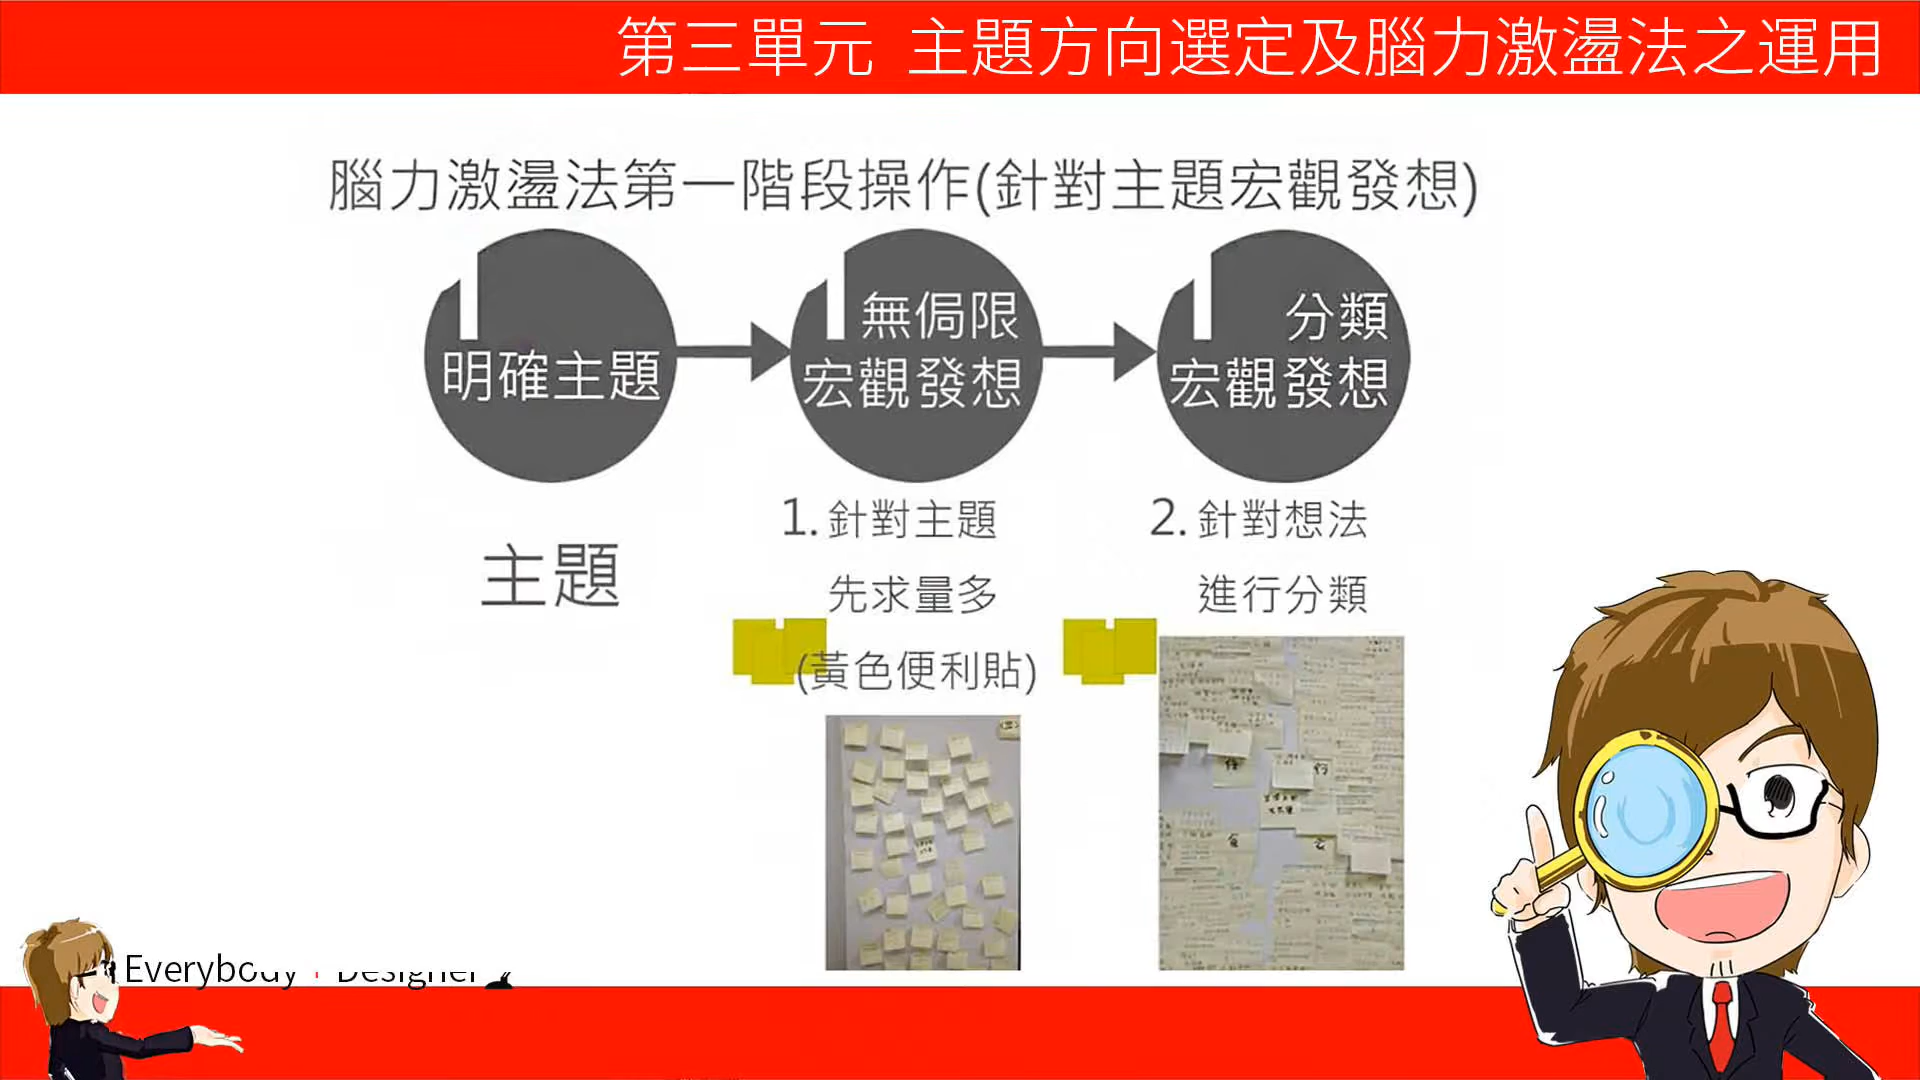 第三單元 主題方向選定及腦力激盪法之運用
腦力激盪法第一階段操作(針對主題宏觀發想)
明確主題
無侷限
宏觀發想
分類
宏觀發想
主題
1. 針對主題
先求量多
(黃色便利貼)
2. 針對想法
進行分類
住
行
食
Everybody Designer